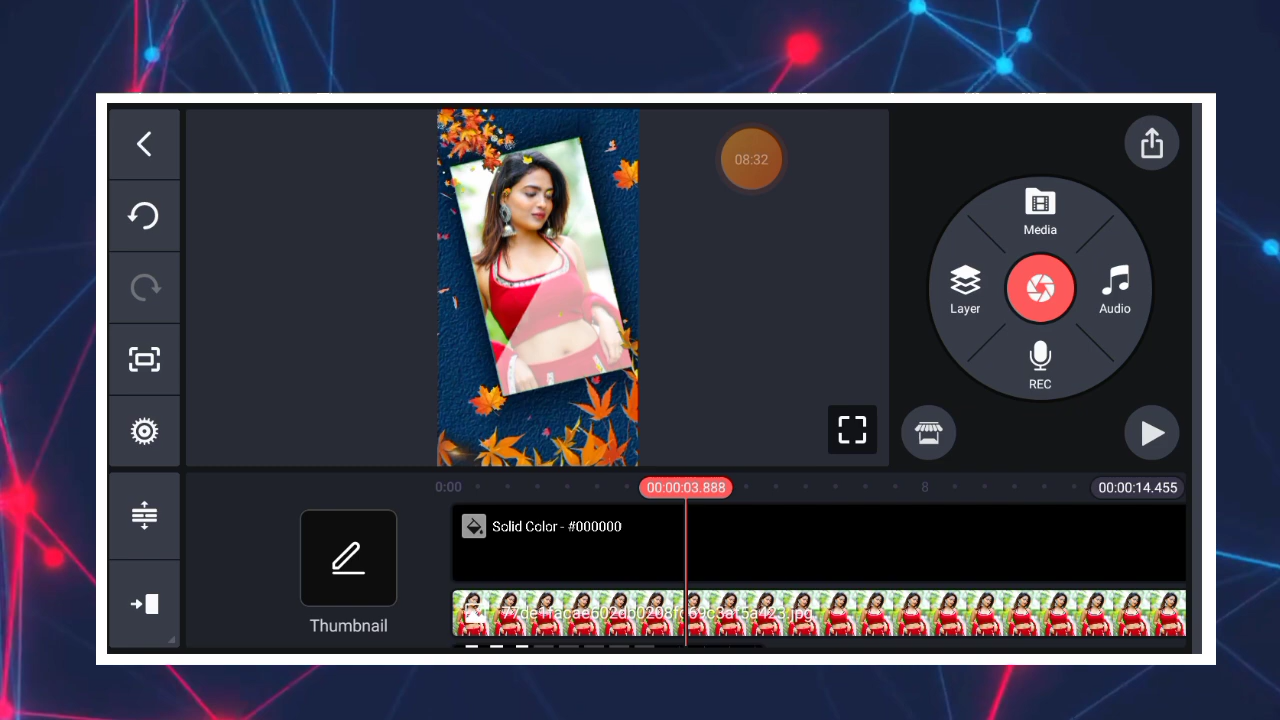 08:32
Media
Layer
Audio
REC
0:00
00:00:03.888
8
00:00:14.455
Solid Color - #000000
Thumbnail